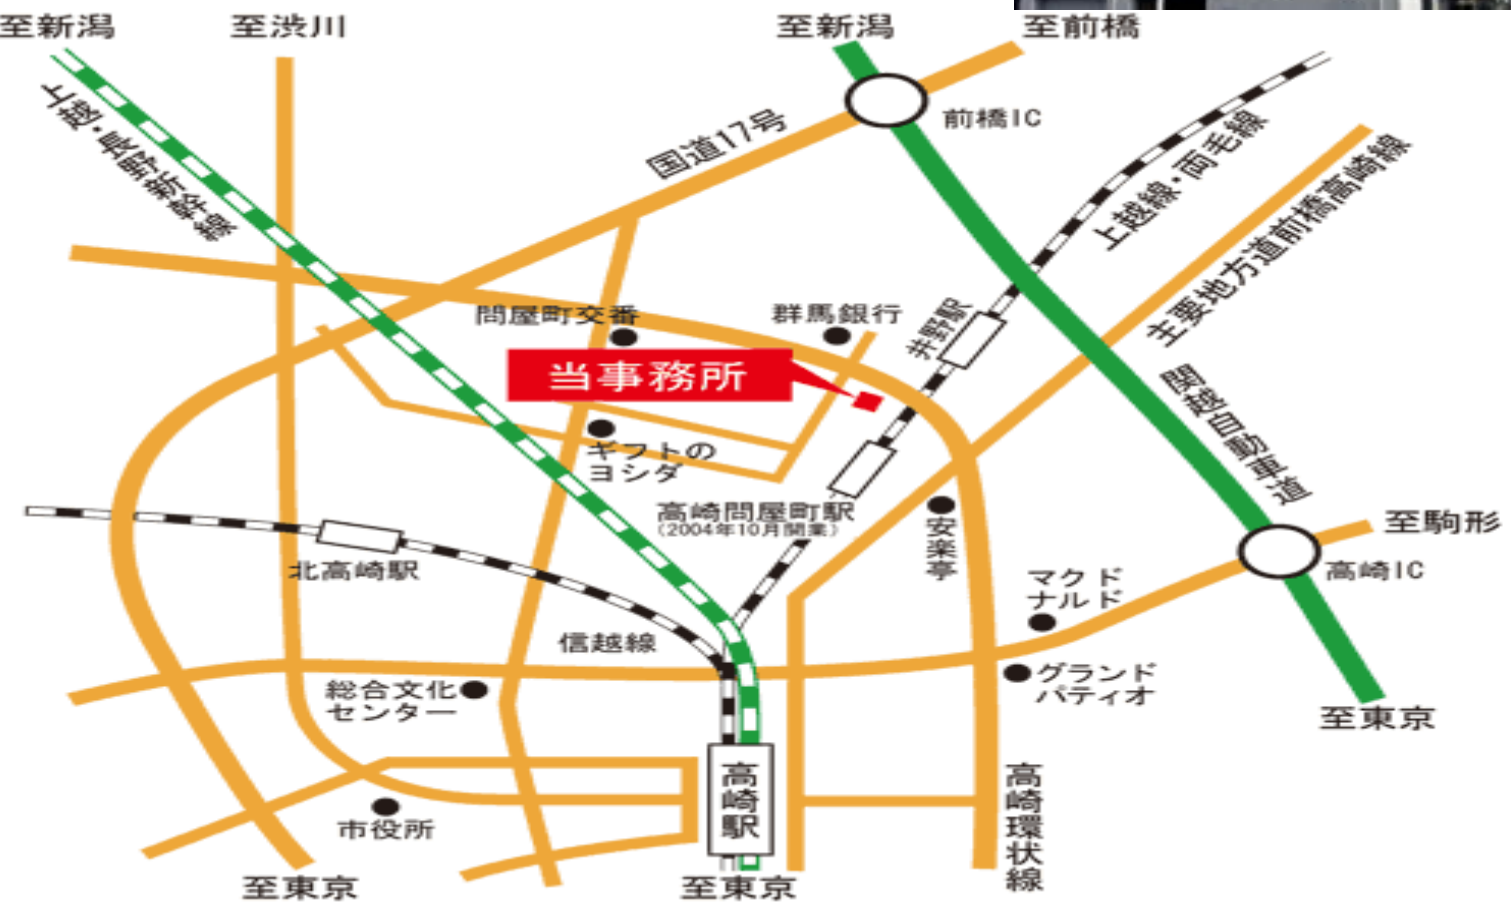 至新潟
至渋川
至新潟
至前橋
前橋IC
国道17号
上越・長野新幹線
上越線・両毛線
主要地方道前橋高崎線
問屋町交番
群馬銀行
井野駅
当事務所
関越自動車道
ギフトの
ヨシダ
高崎問屋町駅
(2004年10月開業)
安楽亭
至駒形
高崎IC
北高崎駅
マクド
ナルド
信越線
総合文化
センター
グランド
パティオ
至東京
高崎駅
高崎環状線
市役所
至東京
至東京